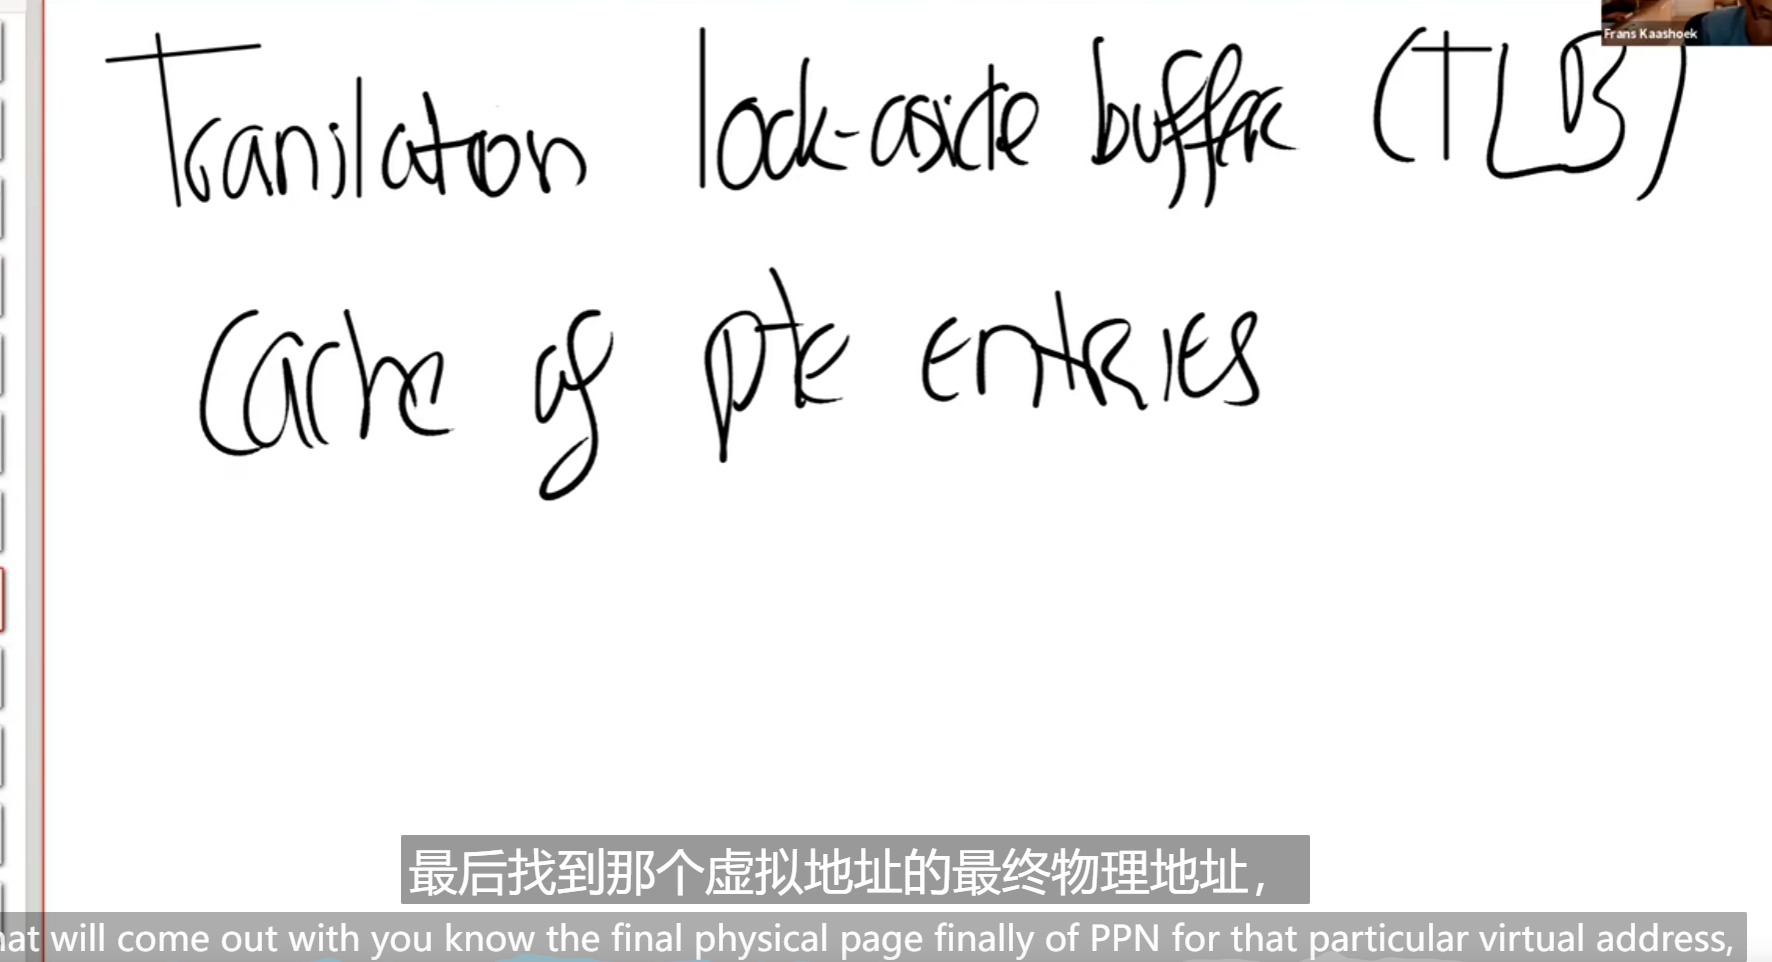 Frans Kaashoek
Translation look-aside buffer (TLB)
Cache of pte entries
最后找到那个虚拟地址的最终物理地址，
hat will come out with you know the final physical page finally of PPN for that particular virtual address,